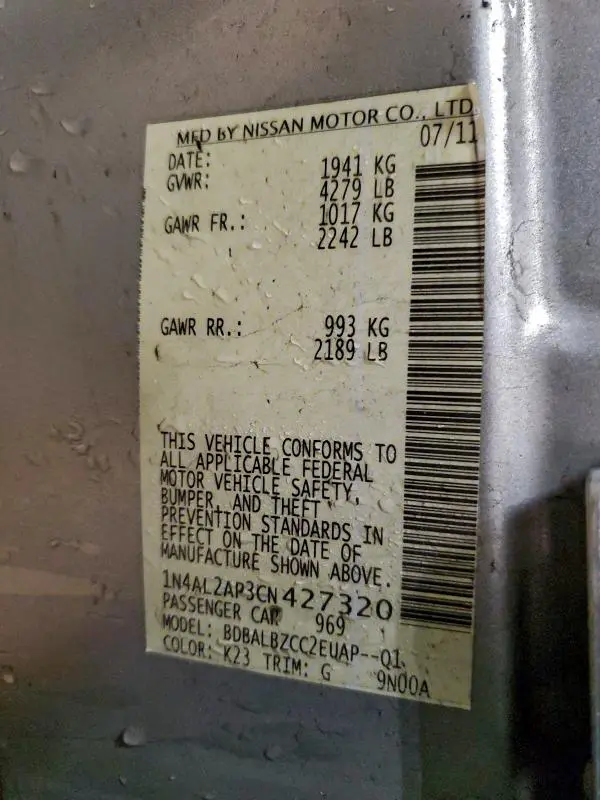 MFD BY NISSAN MOTOR CO., LTD.
DATE: 07/11
GVWR: 1941 KG
4279 LB
GAWR FR.: 1017 KG
2242 LB
GAWR RR.: 993 KG
2189 LB
THIS VEHICLE CONFORMS TO
ALL APPLICABLE FEDERAL
MOTOR VEHICLE SAFETY,
BUMPER, AND THEFT
PREVENTION STANDARDS IN
EFFECT ON THE DATE OF
MANUFACTURE SHOWN ABOVE.
1N4AL2AP3CN427320
PASSENGER CAR 969
MODEL: BDBALBZCC2EUAP--Q1
COLOR: K23 TRIM: G 9N00A